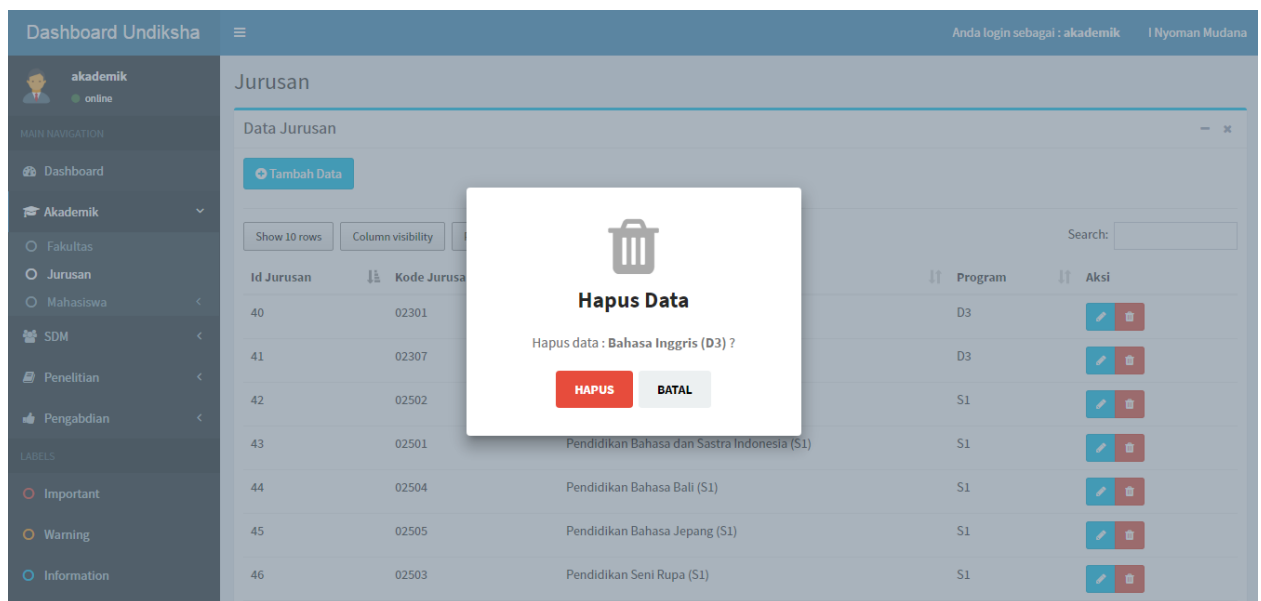 Dashboard Undiksha
Anda login sebagai : akademik I Nyoman Mudana
akademik
online
Jurusan
MAIN NAVIGATION
Data Jurusan
Dashboard
Tambah Data
Akademik
Fakultas
Show 10 rows Column visibility
Search:
Jurusan
Id Jurusan Kode Jurusa Program Aksi
Mahasiswa
Hapus Data
40 02301 D3
SDM
Hapus data : Bahasa Inggris (D3) ?
41 02307 D3
Penelitian
HAPUS BATAL
42 02502 S1
Pengabdian
43 02501 Pendidikan Bahasa dan Sastra Indonesia (S1) S1
LABELS
44 02504 Pendidikan Bahasa Bali (S1) S1
Important
45 02505 Pendidikan Bahasa Jepang (S1) S1
Warning
46 02503 Pendidikan Seni Rupa (S1) S1
Information